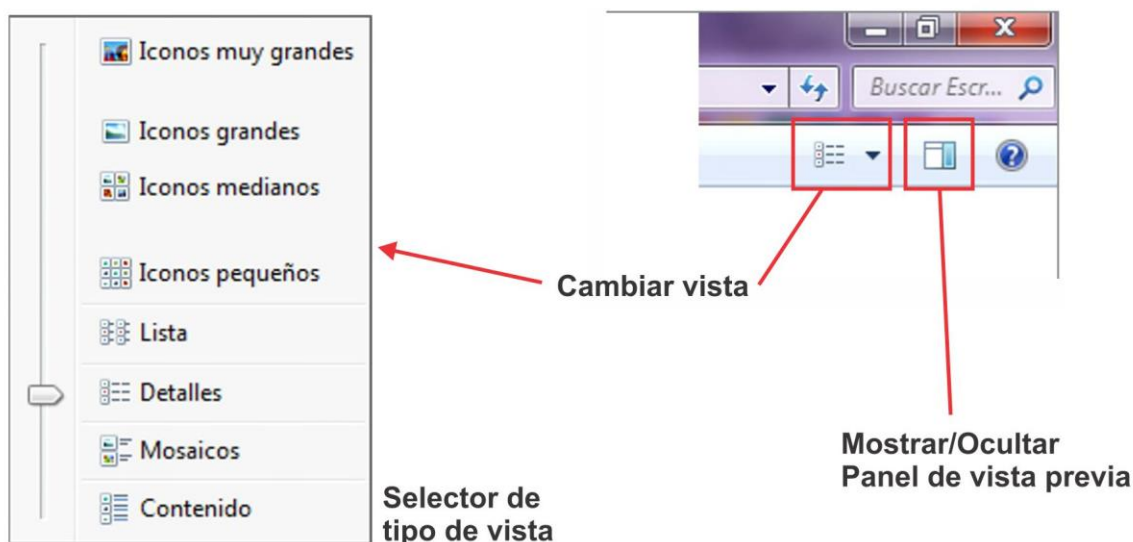 Iconos muy grandes
Iconos grandes
Iconos medianos
Iconos pequeños
Lista
Detalles
Mosaicos
Contenido
Selector de
tipo de vista
Cambiar vista
Buscar Escr...
Mostrar/Ocultar
Panel de vista previa